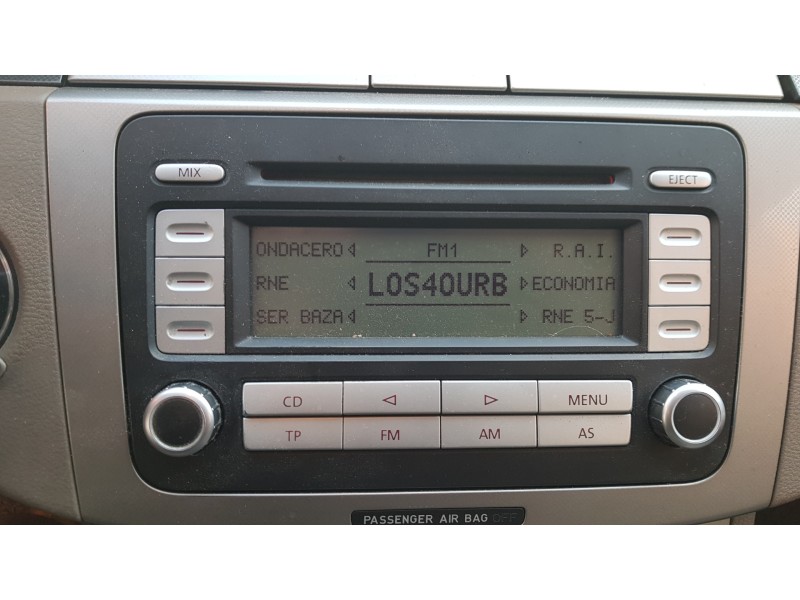 MIX
EJECT
ONDACERO FM1 R.A.I.
RNE LOS40URB ECONOMIA
SER BAZA RNE 5-J
CD MENU
TP FM AM AS
PASSENGER AIR BAG OFF